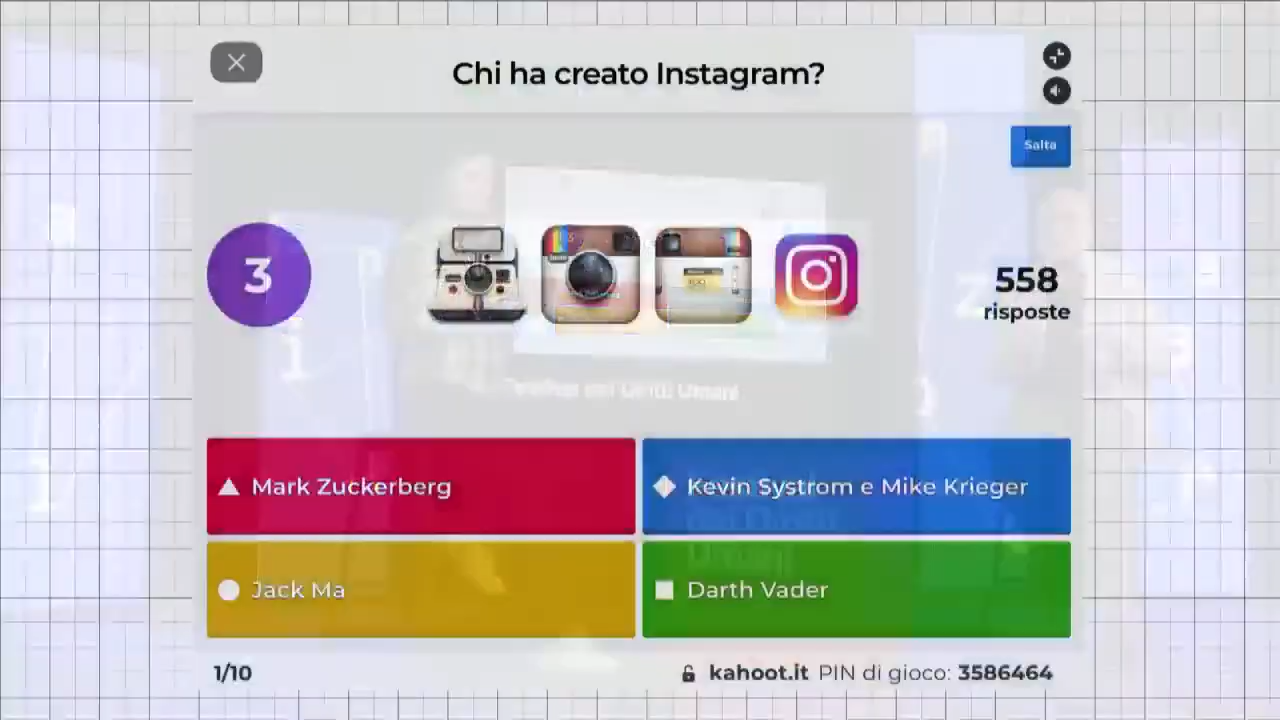 Chi ha creato Instagram?
Salta
3
558
risposte
Mark Zuckerberg
Kevin Systrom e Mike Krieger
Jack Ma
Darth Vader
1/10
kahoot.it PIN di gioco: 3586464